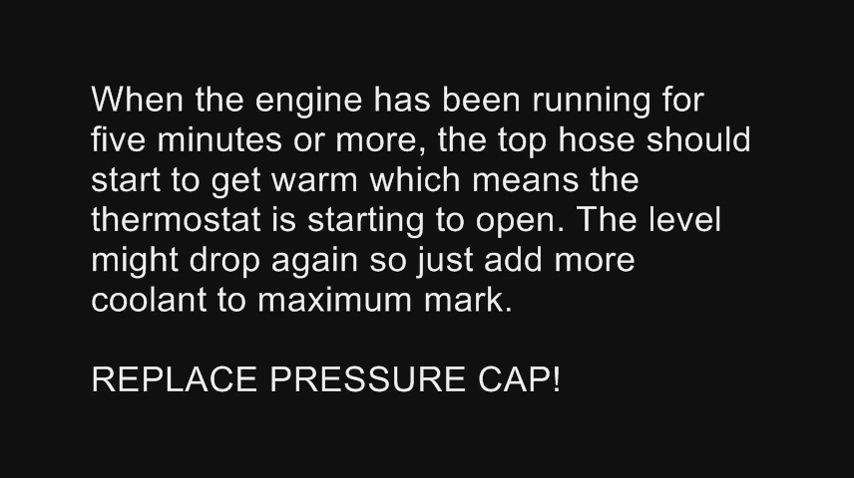 When the engine has been running for
five minutes or more, the top hose should
start to get warm which means the
thermostat is starting to open. The level
might drop again so just add more
coolant to maximum mark.
REPLACE PRESSURE CAP!